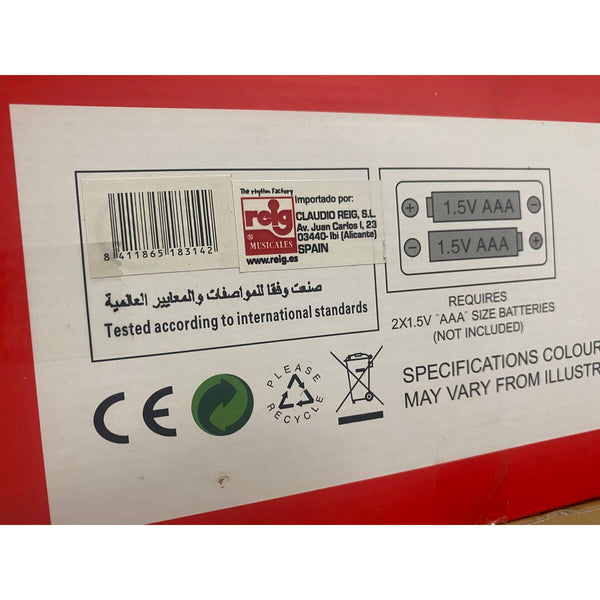 8 411865 183142
The rhythm Factory
reig
MUSICALES
www.reig.es
Importado por:
CLAUDIO REIG, S.L.
Av. Juan Carlos I, 23
03440- Ibi (Alicante)
SPAIN
صنعت وفقا للمواصفات والمعايير العالمية
Tested according to international standards
+ 1.5V AAA −
− 1.5V AAA +
REQUIRES
2X1.5V "AAA" SIZE BATTERIES
(NOT INCLUDED)
CE
PLEASE
RECYCLE
SPECIFICATIONS COLOUR
MAY VARY FROM ILLUSTR